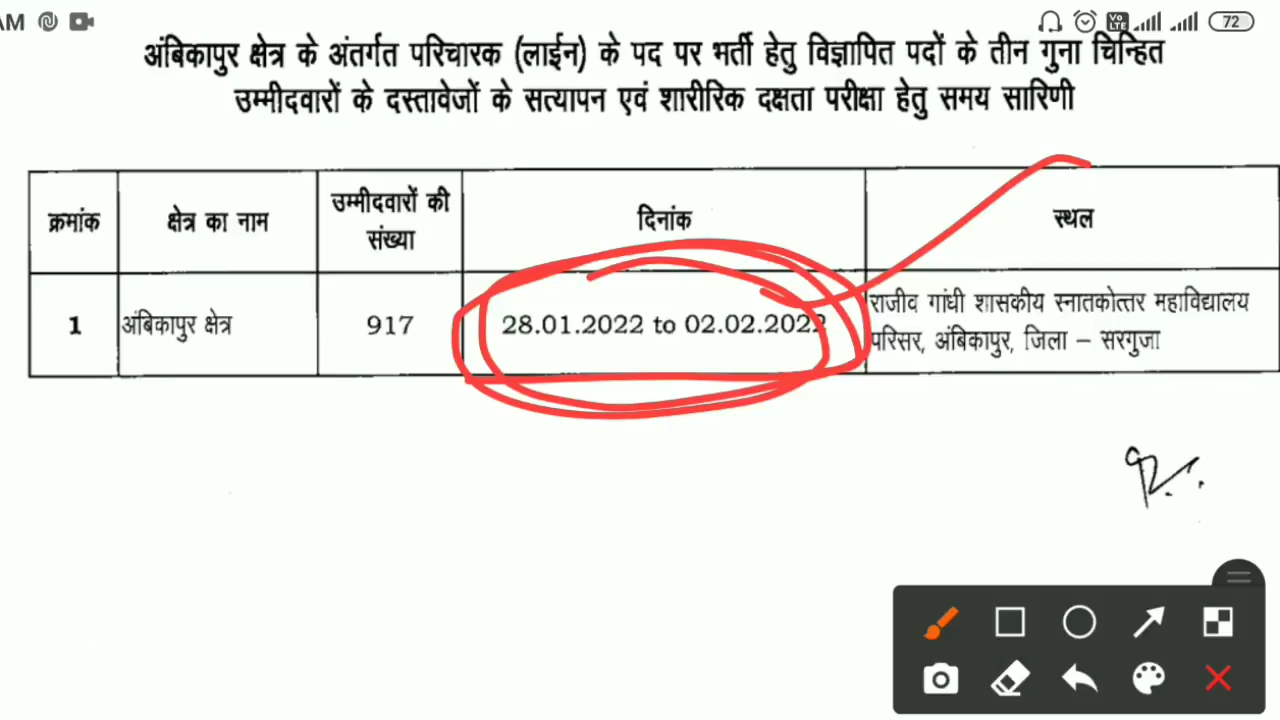 AM
Vo LTE
72
अंबिकापुर क्षेत्र के अंतर्गत परिचारक (लाईन) के पद पर भर्ती हेतु विज्ञापित पदों के तीन गुना चिन्हित
उम्मीदवारों के दस्तावेजों के सत्यापन एवं शारीरिक दक्षता परीक्षा हेतु समय सारिणी
क्रमांक
क्षेत्र का नाम
उम्मीदवारों की
संख्या
दिनांक
स्थल
1
अंबिकापुर क्षेत्र
917
28.01.2022 to 02.02.2022
राजीव गांधी शासकीय स्नातकोत्तर महाविद्यालय
परिसर, अंबिकापुर, जिला – सरगुजा